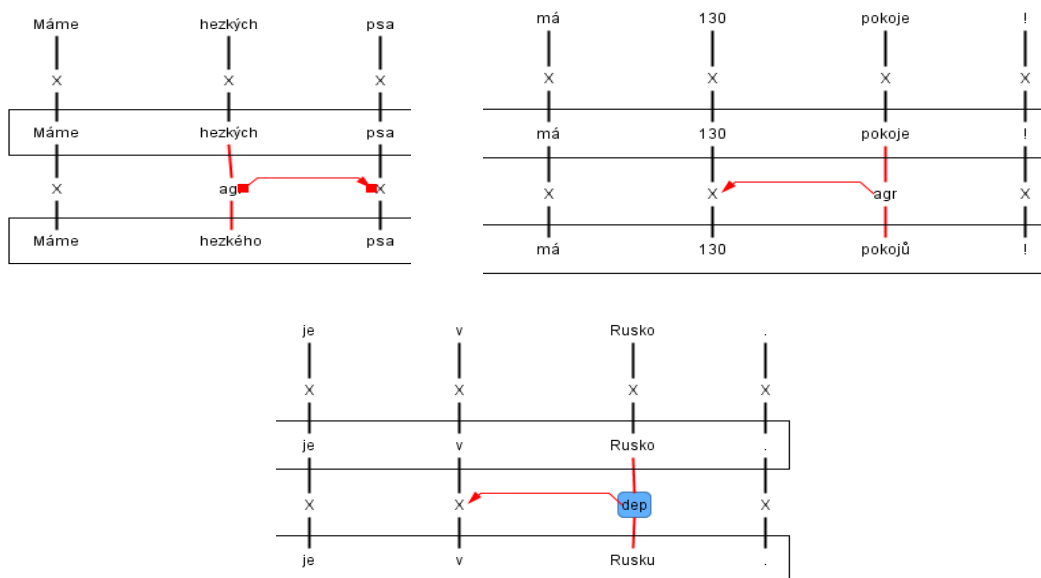 Máme hezkých psa
X X X
Máme hezkých psa
X agr X
Máme hezkého psa
má 130 pokoje !
X X X X
má 130 pokoje !
X X agr X
má 130 pokojů !
je v Rusko .
X X X X
je v Rusko .
X X dep X
je v Rusku .